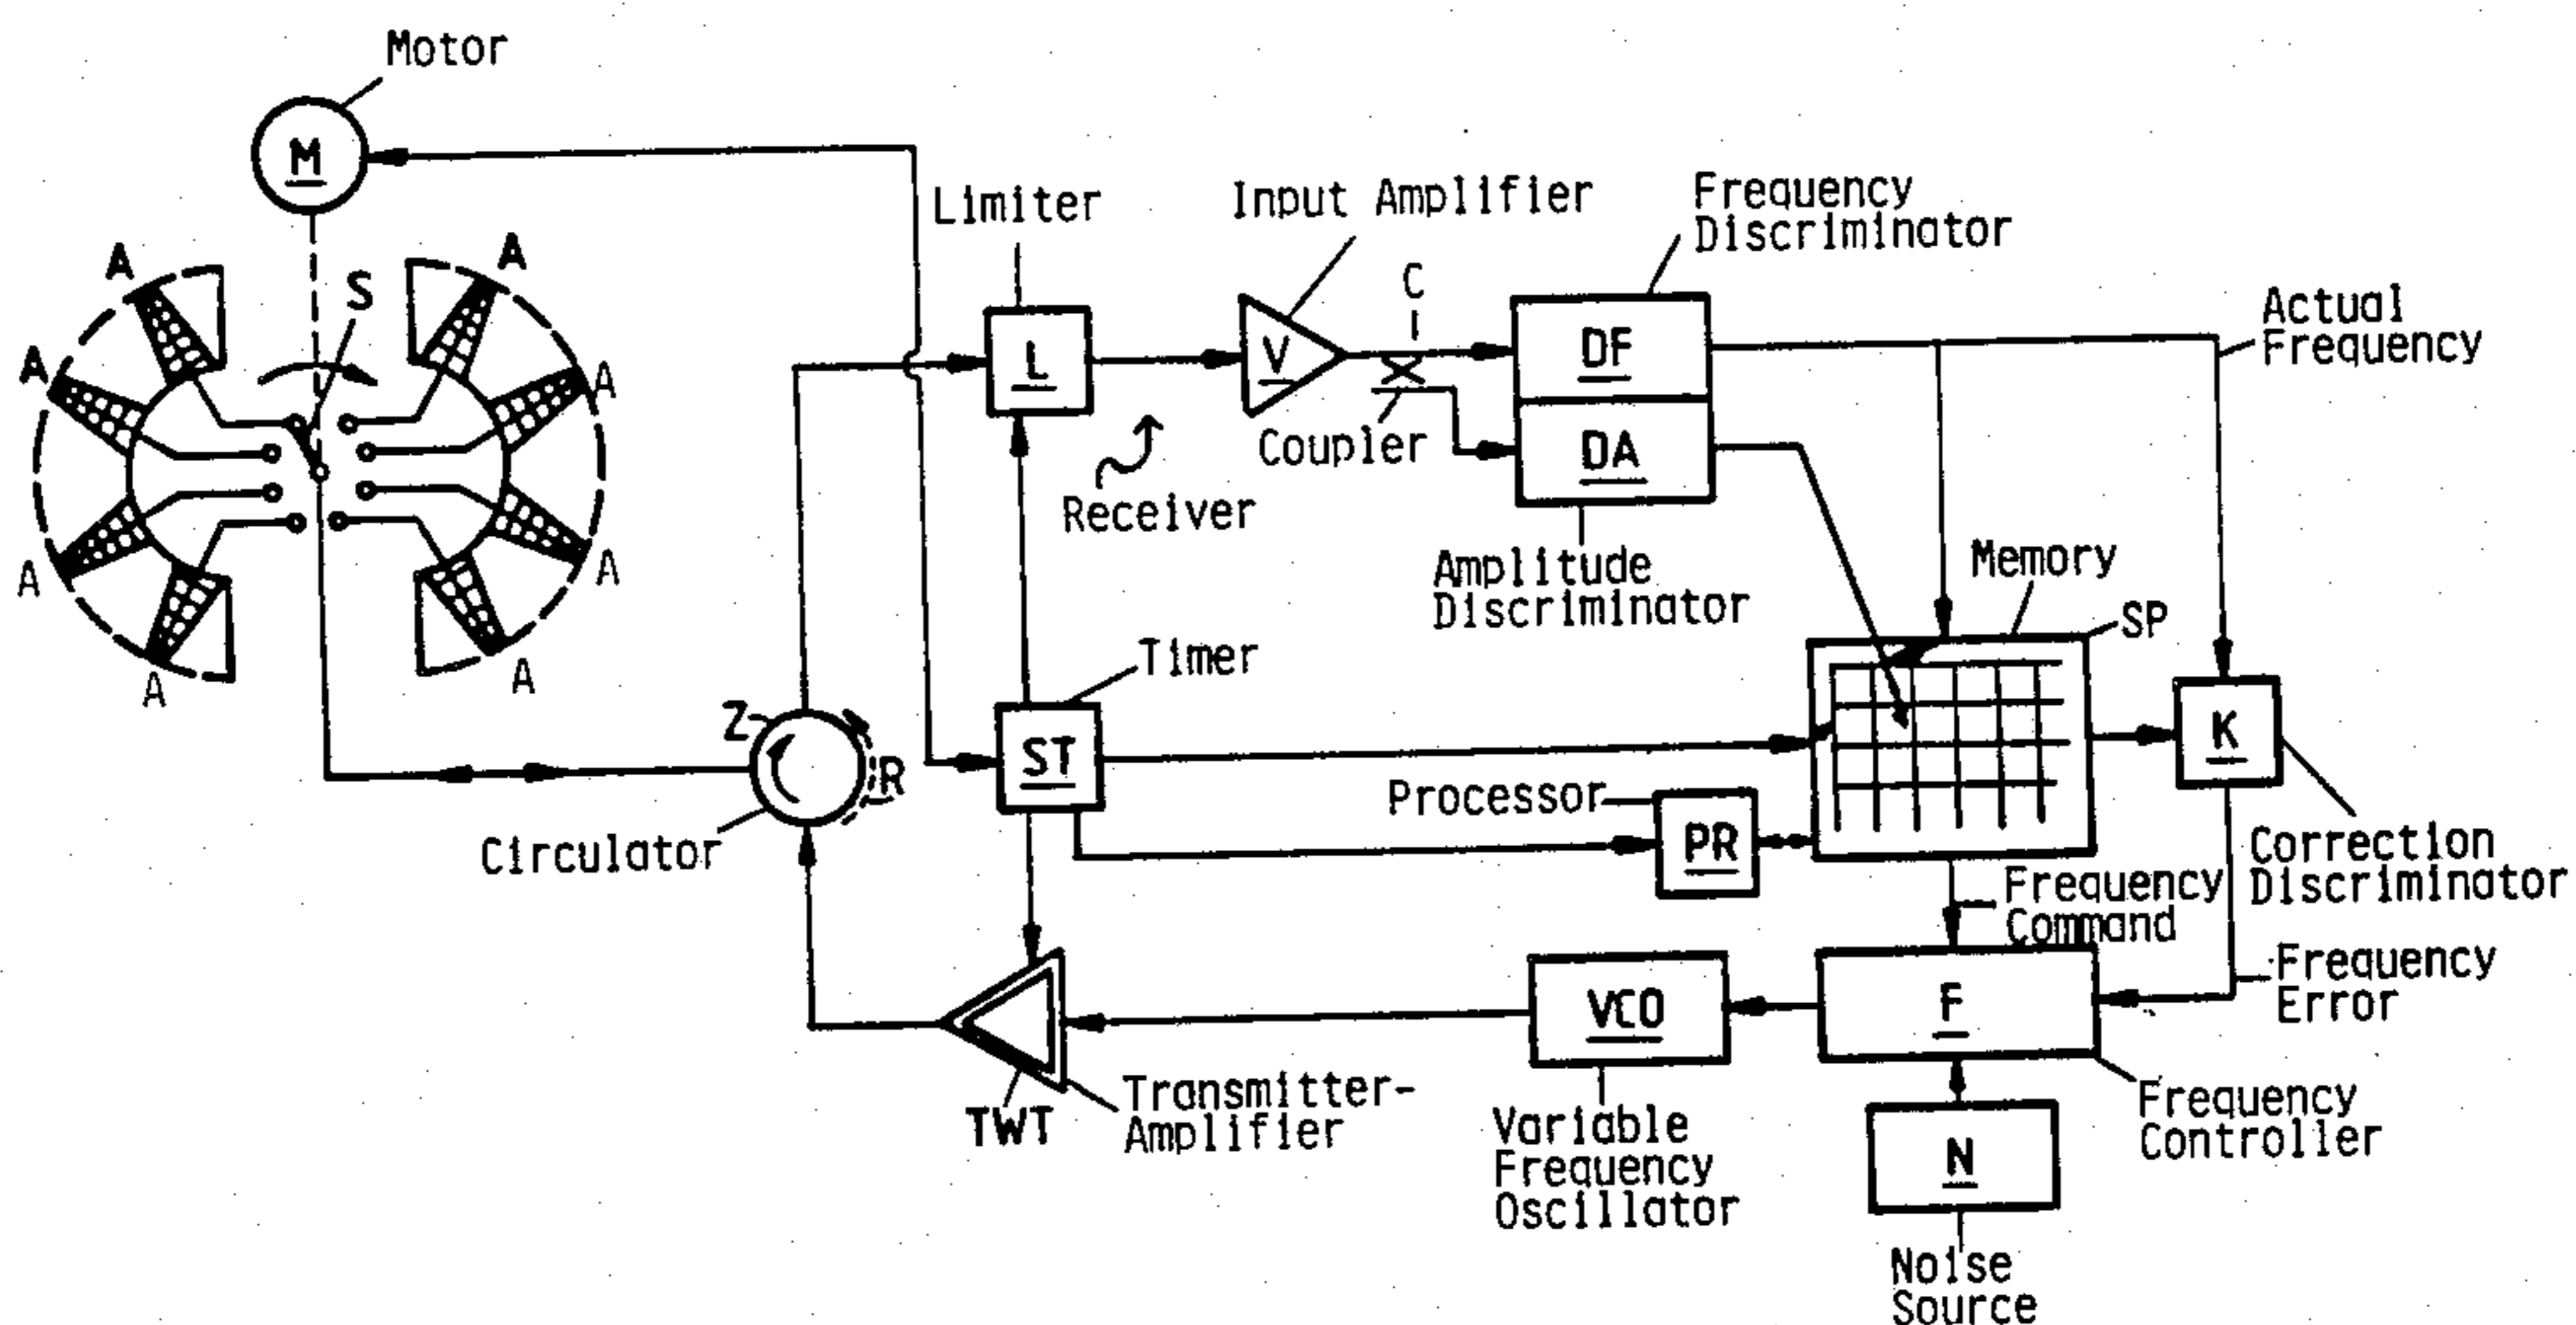 Motor
M
Limiter
Input Amplifier
Frequency
Discriminator
A
A
S
C
Actual
Frequency
L
V
DF
A
A
Coupler
DA
Receiver
Amplitude
Discriminator
Memory
SP
A
A
A
A
Timer
Z
R
ST
K
Processor
PR
Circulator
Correction
Discriminator
Frequency
Command
Frequency
Error
VCO
F
TWT
Transmitter-
Amplifier
Variable
Frequency
Oscillator
Frequency
Controller
N
Noise
Source